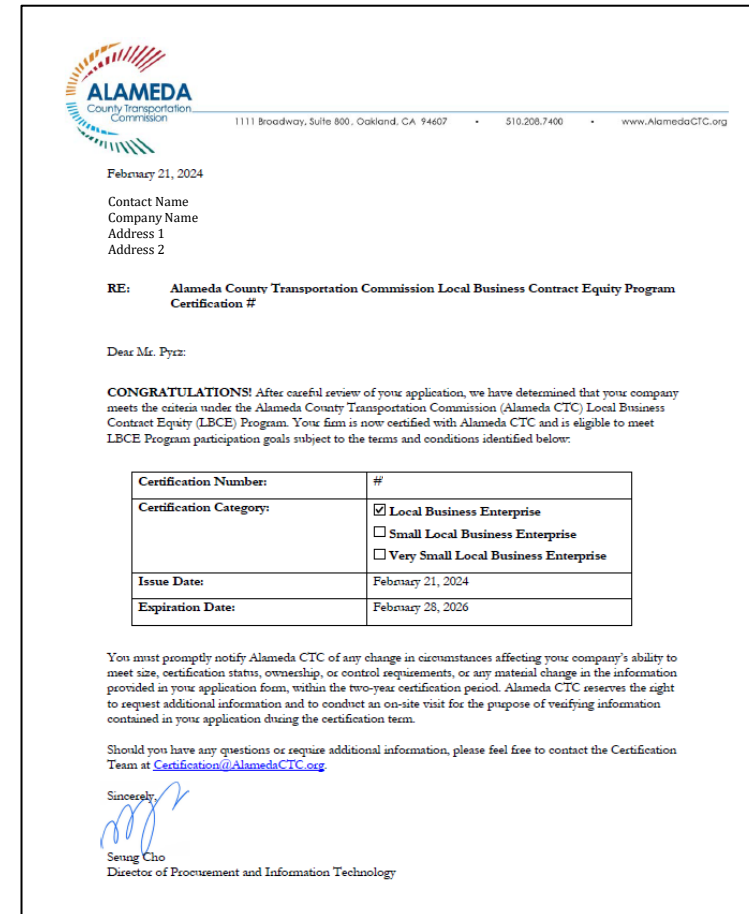 ALAMEDA
County Transportation
Commission
1111 Broadway, Suite 800, Oakland, CA 94607 • 510.208.7400 • www.AlamedaCTC.org
February 21, 2024
Contact Name
Company Name
Address 1
Address 2
RE: Alameda County Transportation Commission Local Business Contract Equity Program
Certification #
Dear Mr. Pyrz:
CONGRATULATIONS! After careful review of your application, we have determined that your company
meets the criteria under the Alameda County Transportation Commission (Alameda CTC) Local Business
Contract Equity (LBCE) Program. Your firm is now certified with Alameda CTC and is eligible to meet
LBCE Program participation goals subject to the terms and conditions identified below:
Certification Number: #
Certification Category: ☑ Local Business Enterprise
☐ Small Local Business Enterprise
☐ Very Small Local Business Enterprise
Issue Date: February 21, 2024
Expiration Date: February 28, 2026
You must promptly notify Alameda CTC of any change in circumstances affecting your company's ability to
meet size, certification status, ownership, or control requirements, or any material change in the information
provided in your application form, within the two-year certification period. Alameda CTC reserves the right
to request additional information and to conduct an on-site visit for the purpose of verifying information
contained in your application during the certification term.
Should you have any questions or require additional information, please feel free to contact the Certification
Team at Certification@AlamedaCTC.org.
Sincerely,
Seung Cho
Director of Procurement and Information Technology